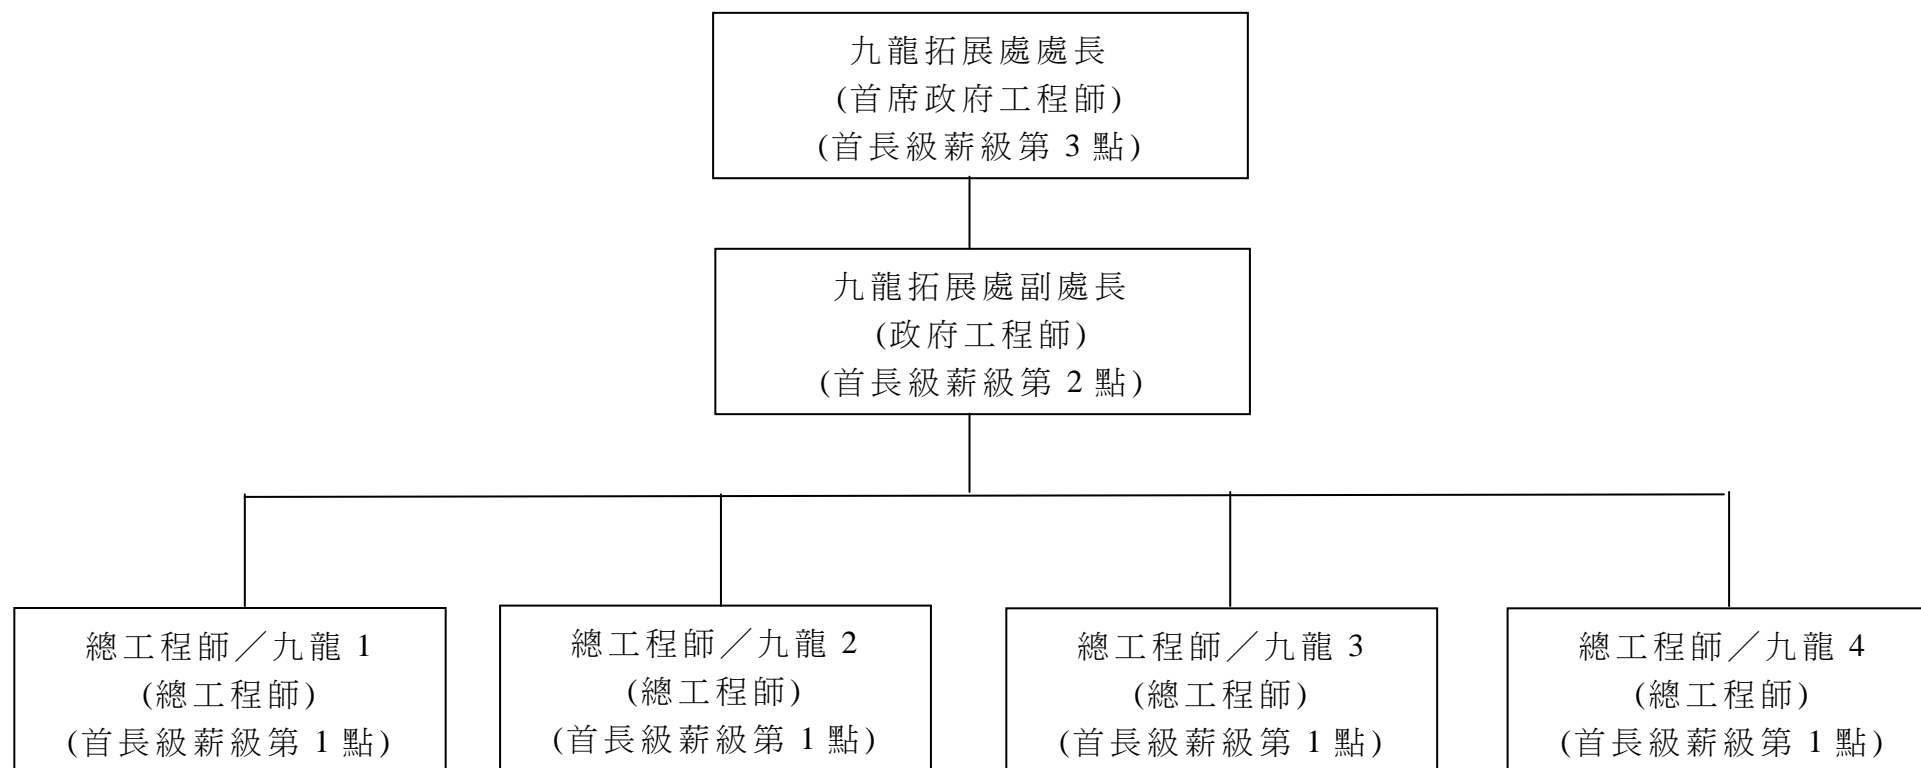 九龍拓展處處長
(首席政府工程師)
(首長級薪級第 3 點)
九龍拓展處副處長
(政府工程師)
(首長級薪級第 2 點)
總工程師／九龍 1
(總工程師)
(首長級薪級第 1 點)
總工程師／九龍 2
(總工程師)
(首長級薪級第 1 點)
總工程師／九龍 3
(總工程師)
(首長級薪級第 1 點)
總工程師／九龍 4
(總工程師)
(首長級薪級第 1 點)